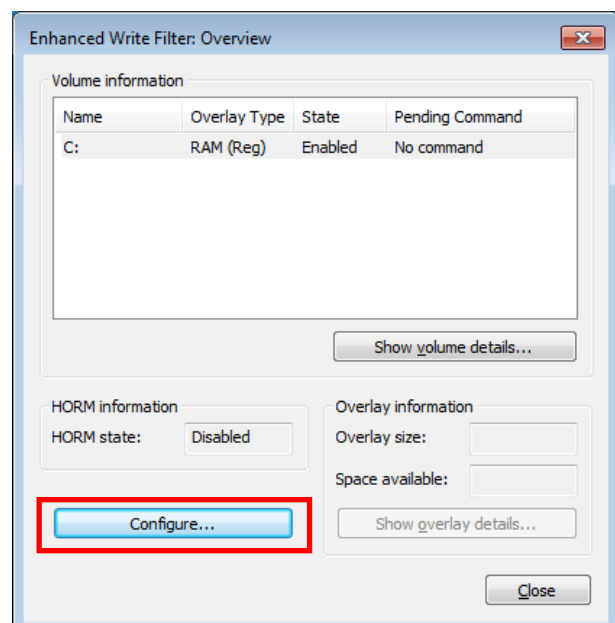 Enhanced Write Filter: Overview
Volume information
Name Overlay Type State Pending Command
C: RAM (Reg) Enabled No command
Show volume details...
HORM information
HORM state: Disabled
Configure...
Overlay information
Overlay size:
Space available:
Show overlay details...
Close